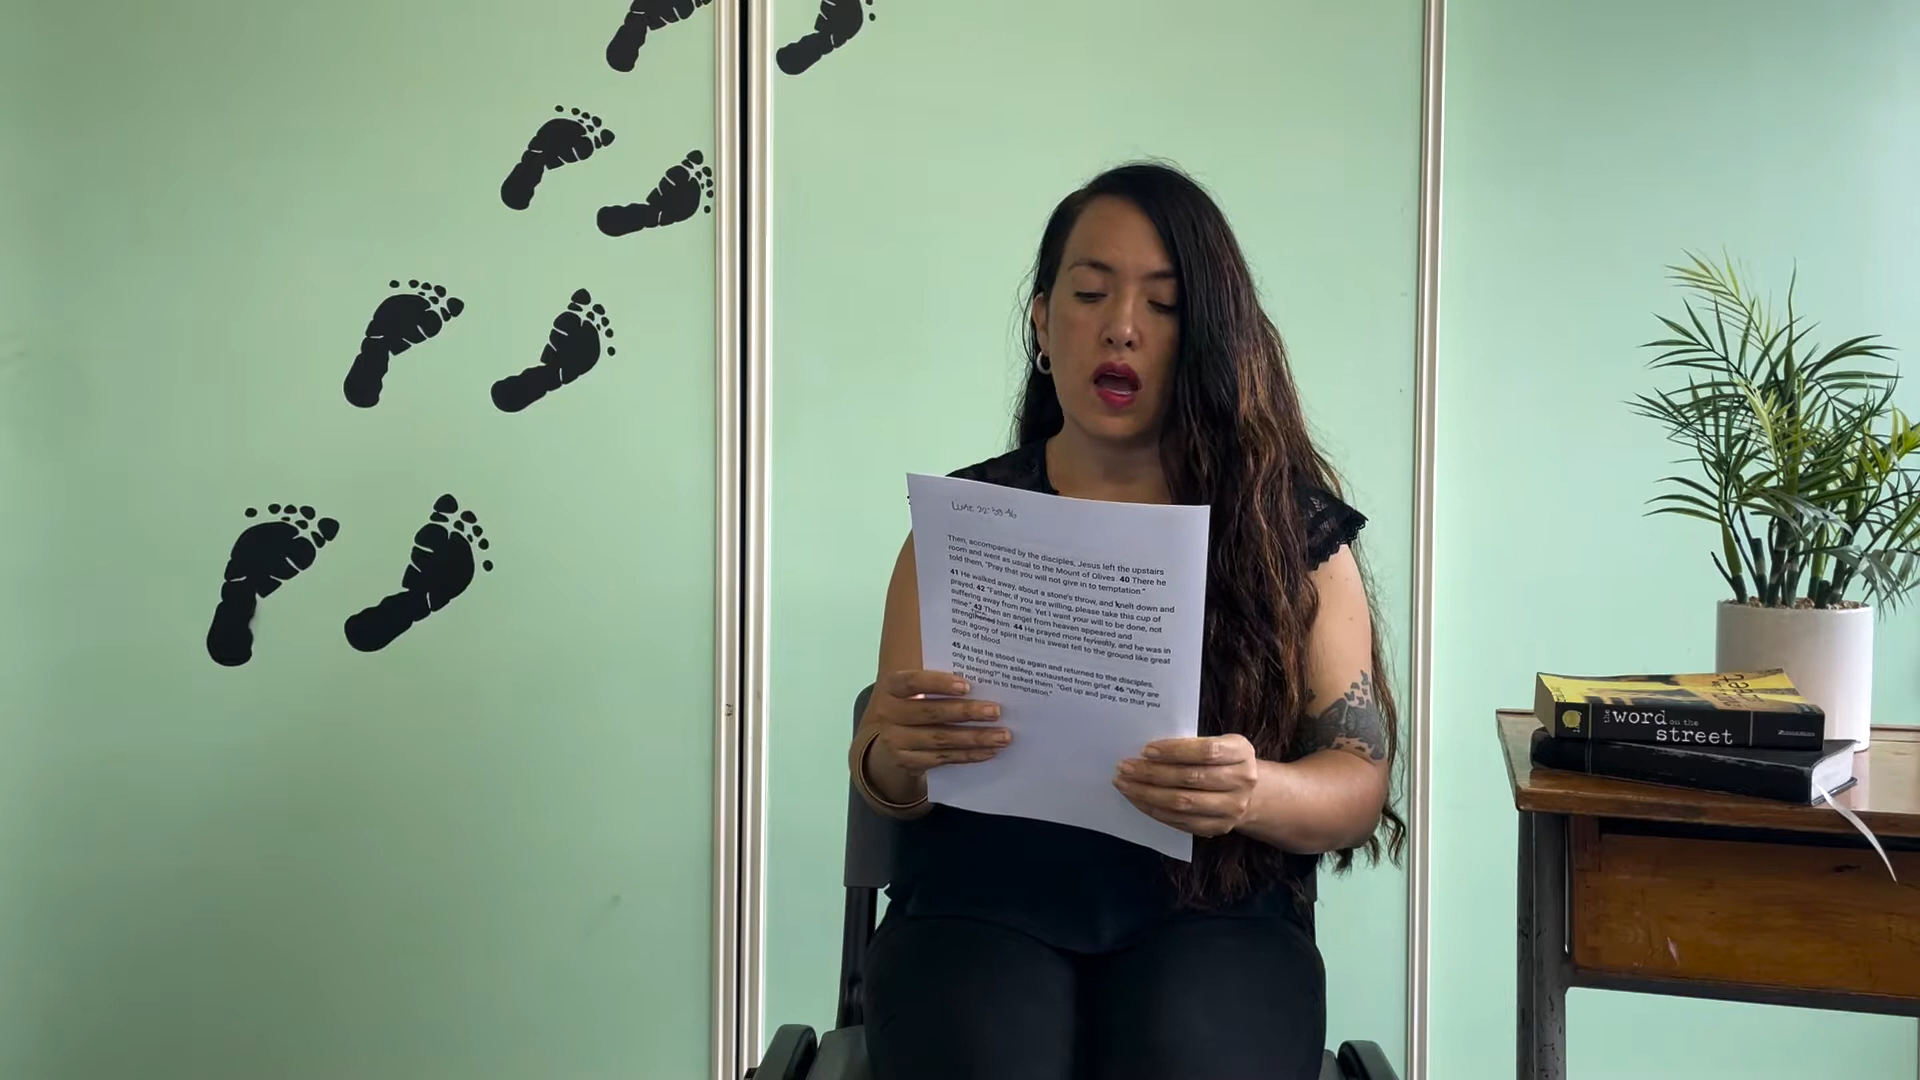 Luke 22:39-46
Then, accompanied by the disciples, Jesus left the upstairs
room and went as usual to the Mount of Olives. 40 There he
told them, "Pray that you will not give in to temptation."
41 He walked away, about a stone's throw, and knelt down and
prayed, 42 "Father, if you are willing, please take this cup of
suffering away from me. Yet I want your will to be done, not
mine." 43 Then an angel from heaven appeared and
strengthened him. 44 He prayed more fervently, and he was in
such agony of spirit that his sweat fell to the ground like great
drops of blood.
45 At last he stood up again and returned to the disciples,
only to find them asleep, exhausted from grief. 46 "Why are
you sleeping?" he asked them. "Get up and pray, so that you
will not give in to temptation."
the word on the
street